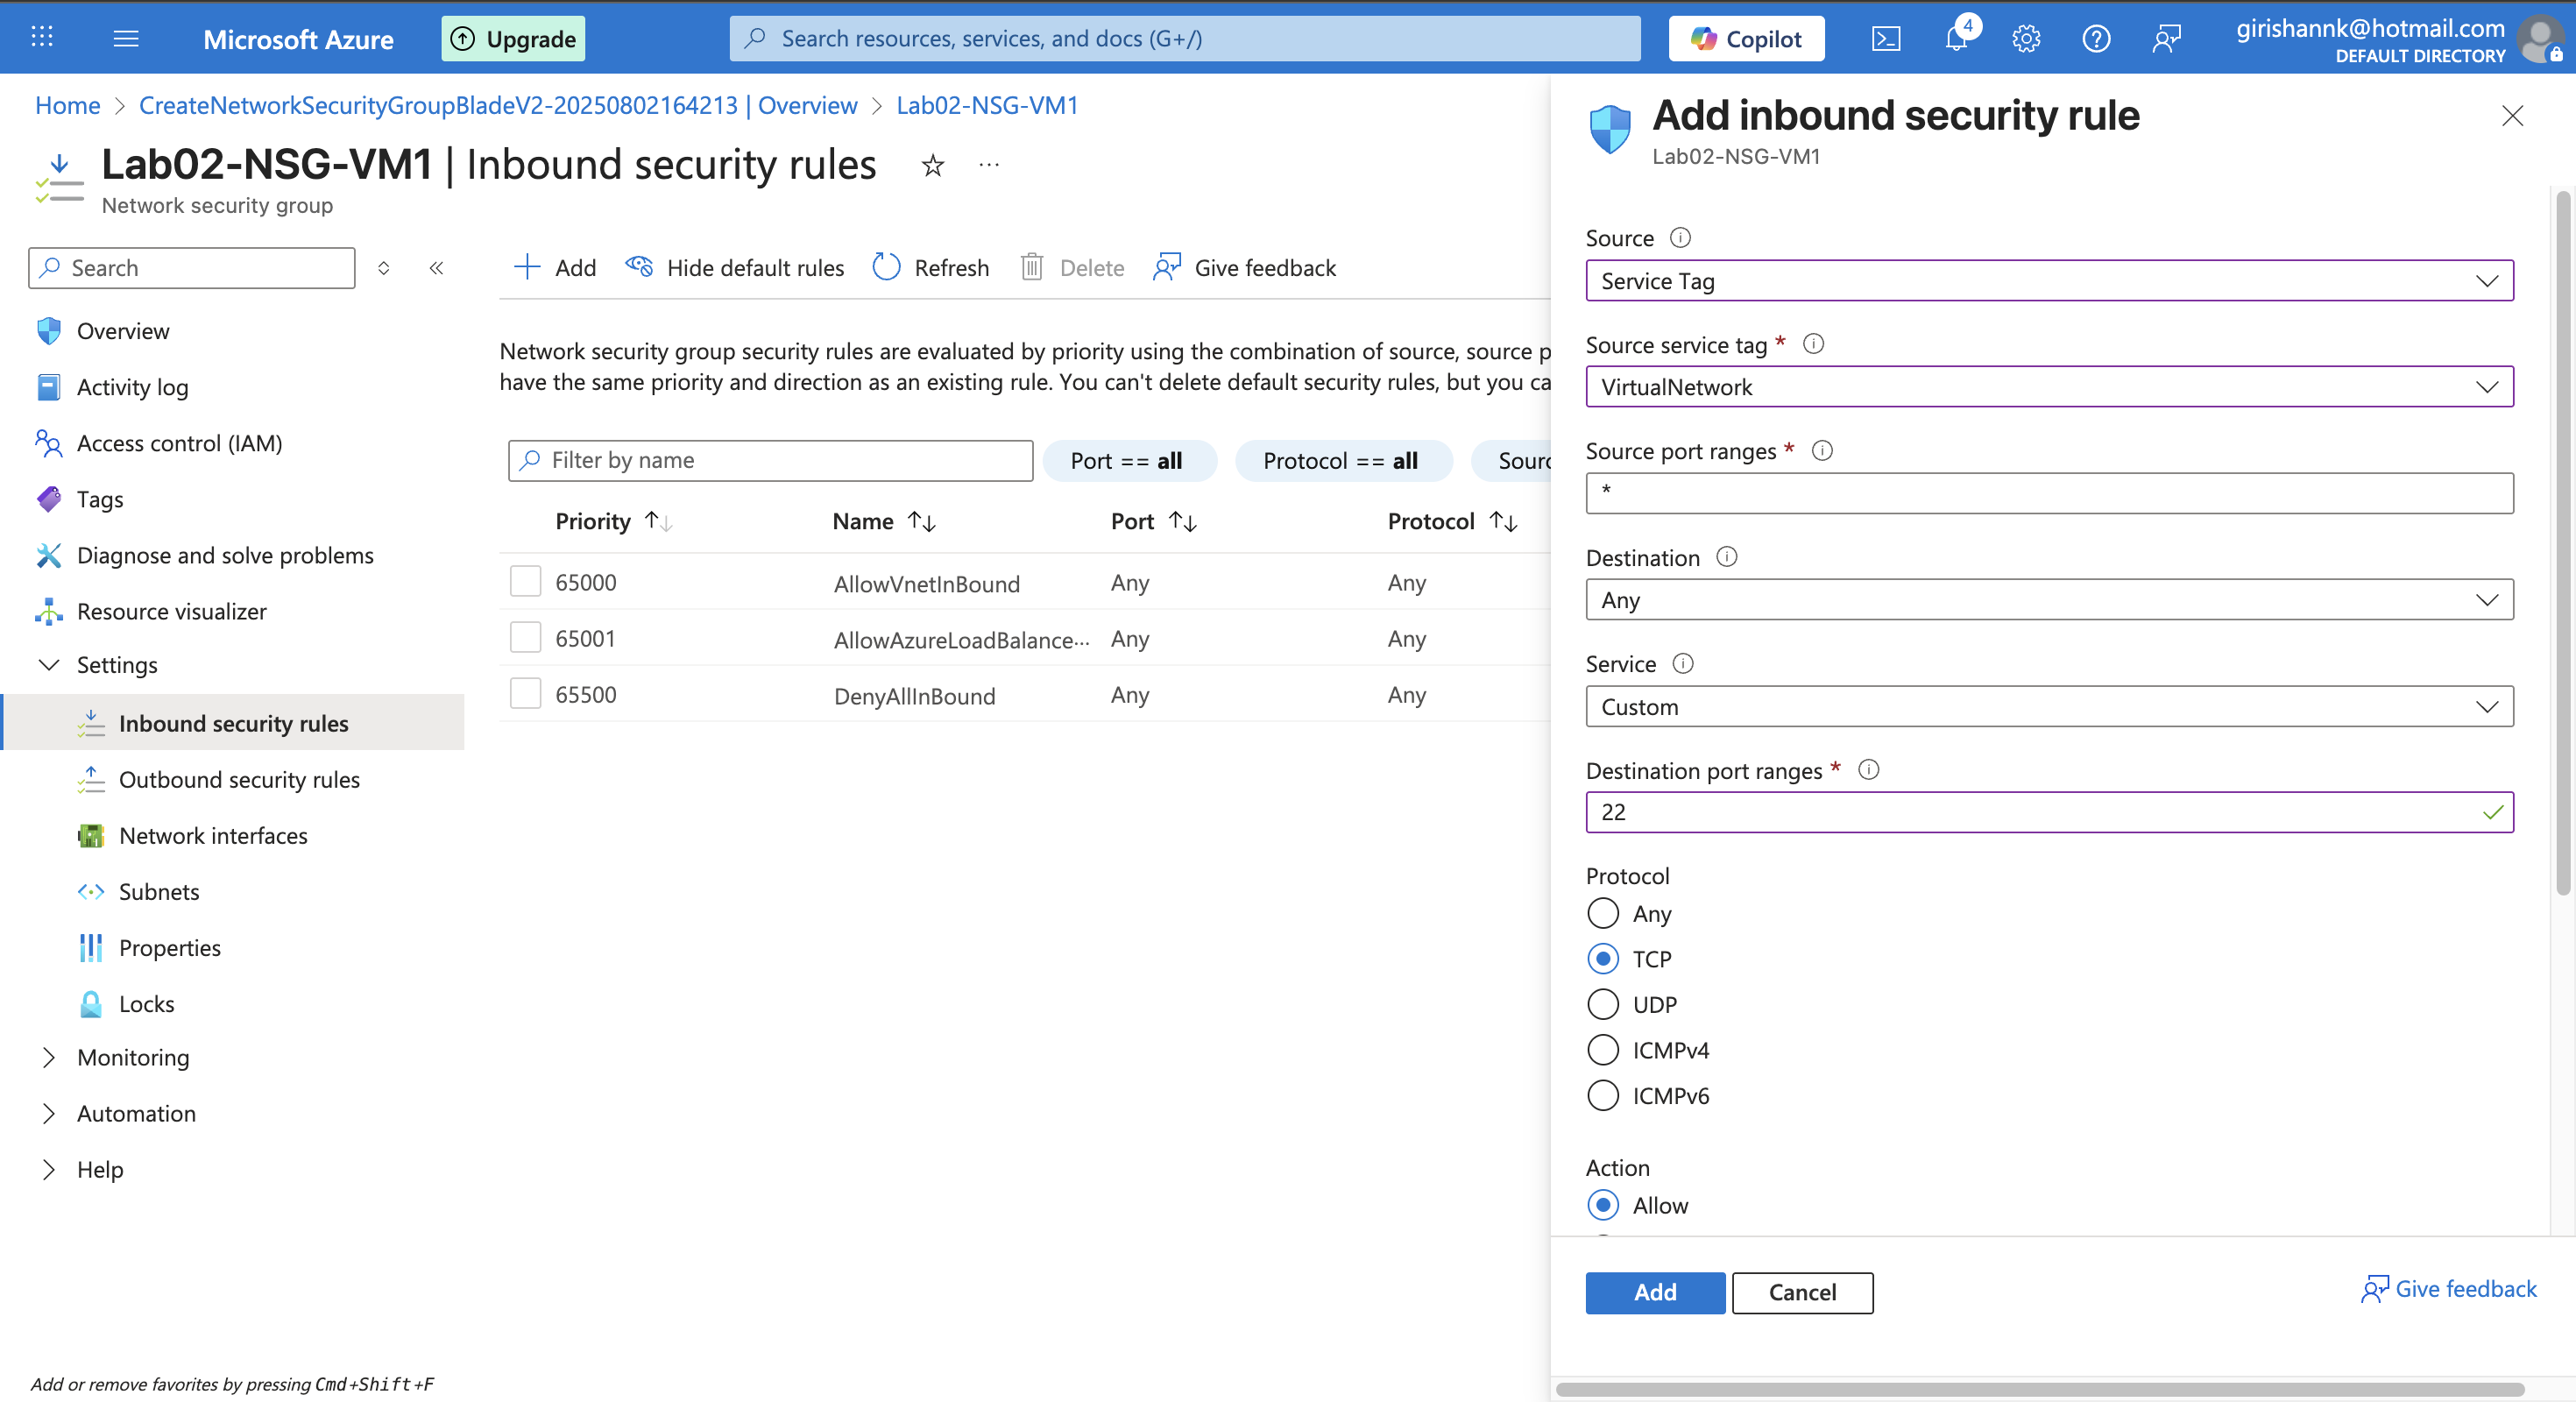 Microsoft Azure
Upgrade
Search resources, services, and docs (G+/)
Copilot
4
girishannk@hotmail.com
DEFAULT DIRECTORY
Home > CreateNetworkSecurityGroupBladeV2-20250802164213 | Overview > Lab02-NSG-VM1
Lab02-NSG-VM1 | Inbound security rules
Network security group
Search
Overview
Activity log
Access control (IAM)
Tags
Diagnose and solve problems
Resource visualizer
Settings
Inbound security rules
Outbound security rules
Network interfaces
Subnets
Properties
Locks
Monitoring
Automation
Help
Add or remove favorites by pressing Cmd+Shift+F
Add Hide default rules Refresh Delete Give feedback
Network security group security rules are evaluated by priority using the combination of source, source p
have the same priority and direction as an existing rule. You can't delete default security rules, but you ca
Filter by name Port == all Protocol == all Sourc
Priority Name Port Protocol
65000 AllowVnetInBound Any Any
65001 AllowAzureLoadBalance... Any Any
65500 DenyAllInBound Any Any
Add inbound security rule
Lab02-NSG-VM1
Source
Service Tag
Source service tag *
VirtualNetwork
Source port ranges *
*
Destination
Any
Service
Custom
Destination port ranges *
22
Protocol
Any
TCP
UDP
ICMPv4
ICMPv6
Action
Allow
Add Cancel
Give feedback